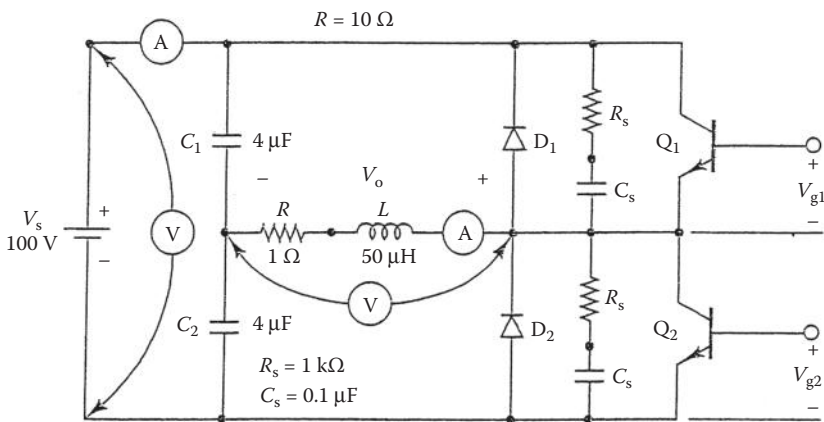 R = 10 Ω
A
C₁
4 μF
D₁
Rs
Q₁
+
Vg1
−
Cs
−
Vo
+
Vs
100 V
+
−
V
R
1 Ω
L
50 μH
A
V
C₂
4 μF
D₂
Rs
Q₂
+
Vg2
−
Cs
Rs = 1 kΩ
Cs = 0.1 μF